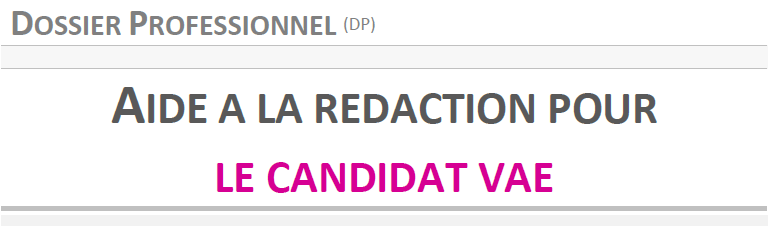 DOSSIER PROFESSIONNEL (DP)
AIDE A LA REDACTION POUR
LE CANDIDAT VAE